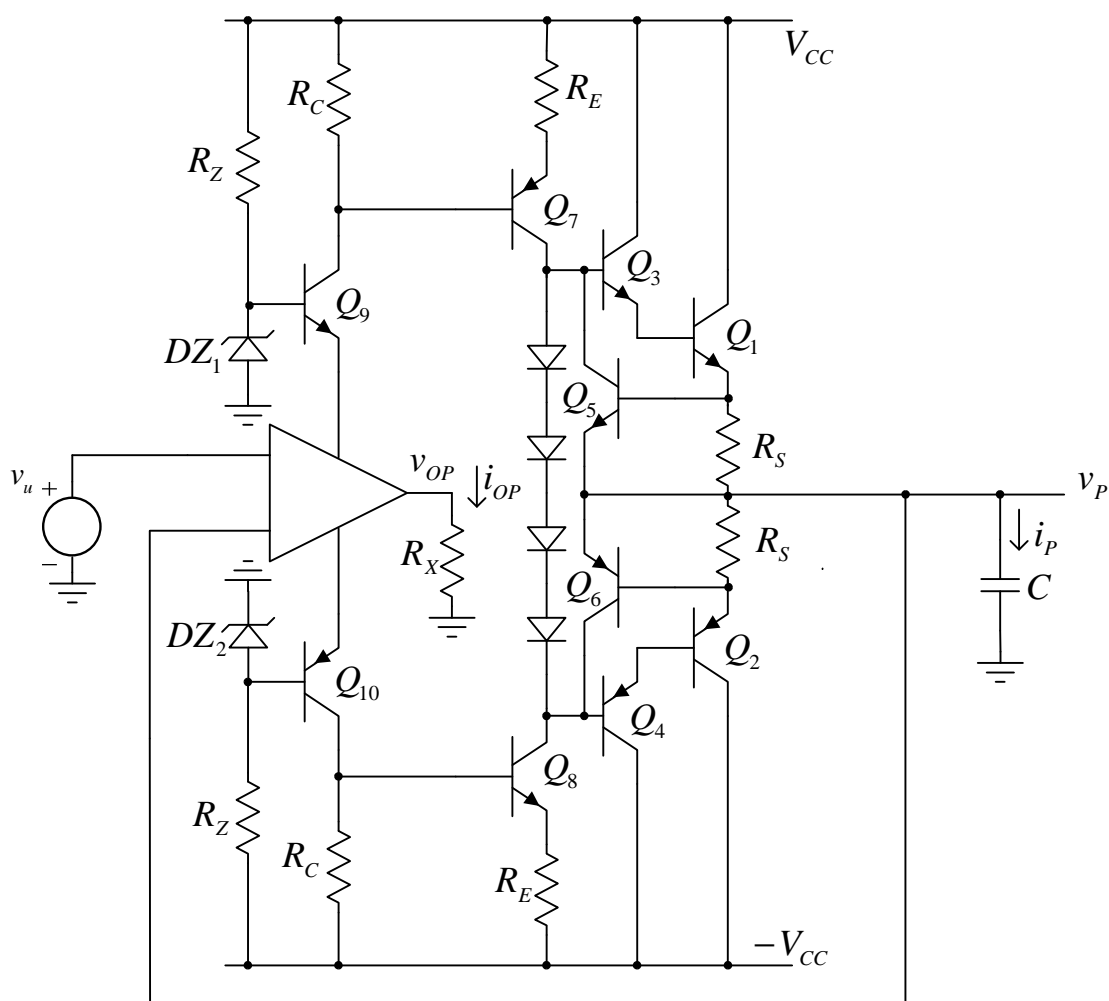 V_CC
R_C
R_E
R_Z
Q_7
Q_3
Q_9
Q_1
DZ_1
Q_5
R_S
v_OP
i_OP
v_P
v_u
+
−
R_X
R_S
i_P
C
Q_6
DZ_2
Q_10
Q_2
Q_4
Q_8
R_Z
R_C
R_E
−V_CC